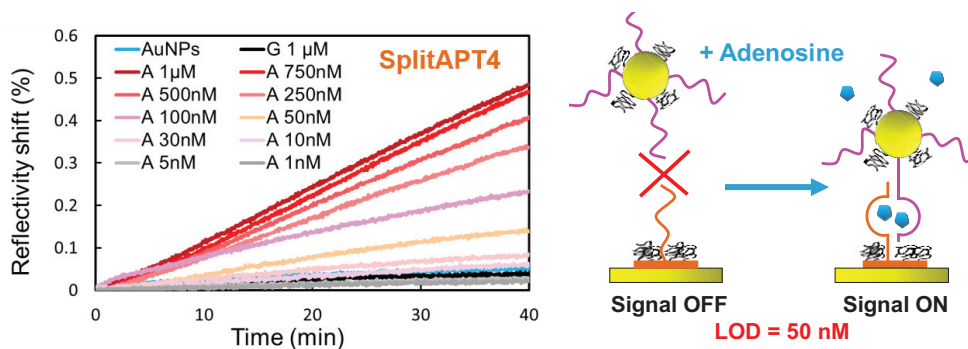 Reflectivity shift (%)
0.6
0.5
0.4
0.3
0.2
0.1
0
AuNPs
G 1 µM
A 1µM
A 750nM
A 500nM
A 250nM
A 100nM
A 50nM
A 30nM
A 10nM
A 5nM
A 1nM
SplitAPT4
0 10 20 30 40
Time (min)
+ Adenosine
Signal OFF
Signal ON
LOD = 50 nM